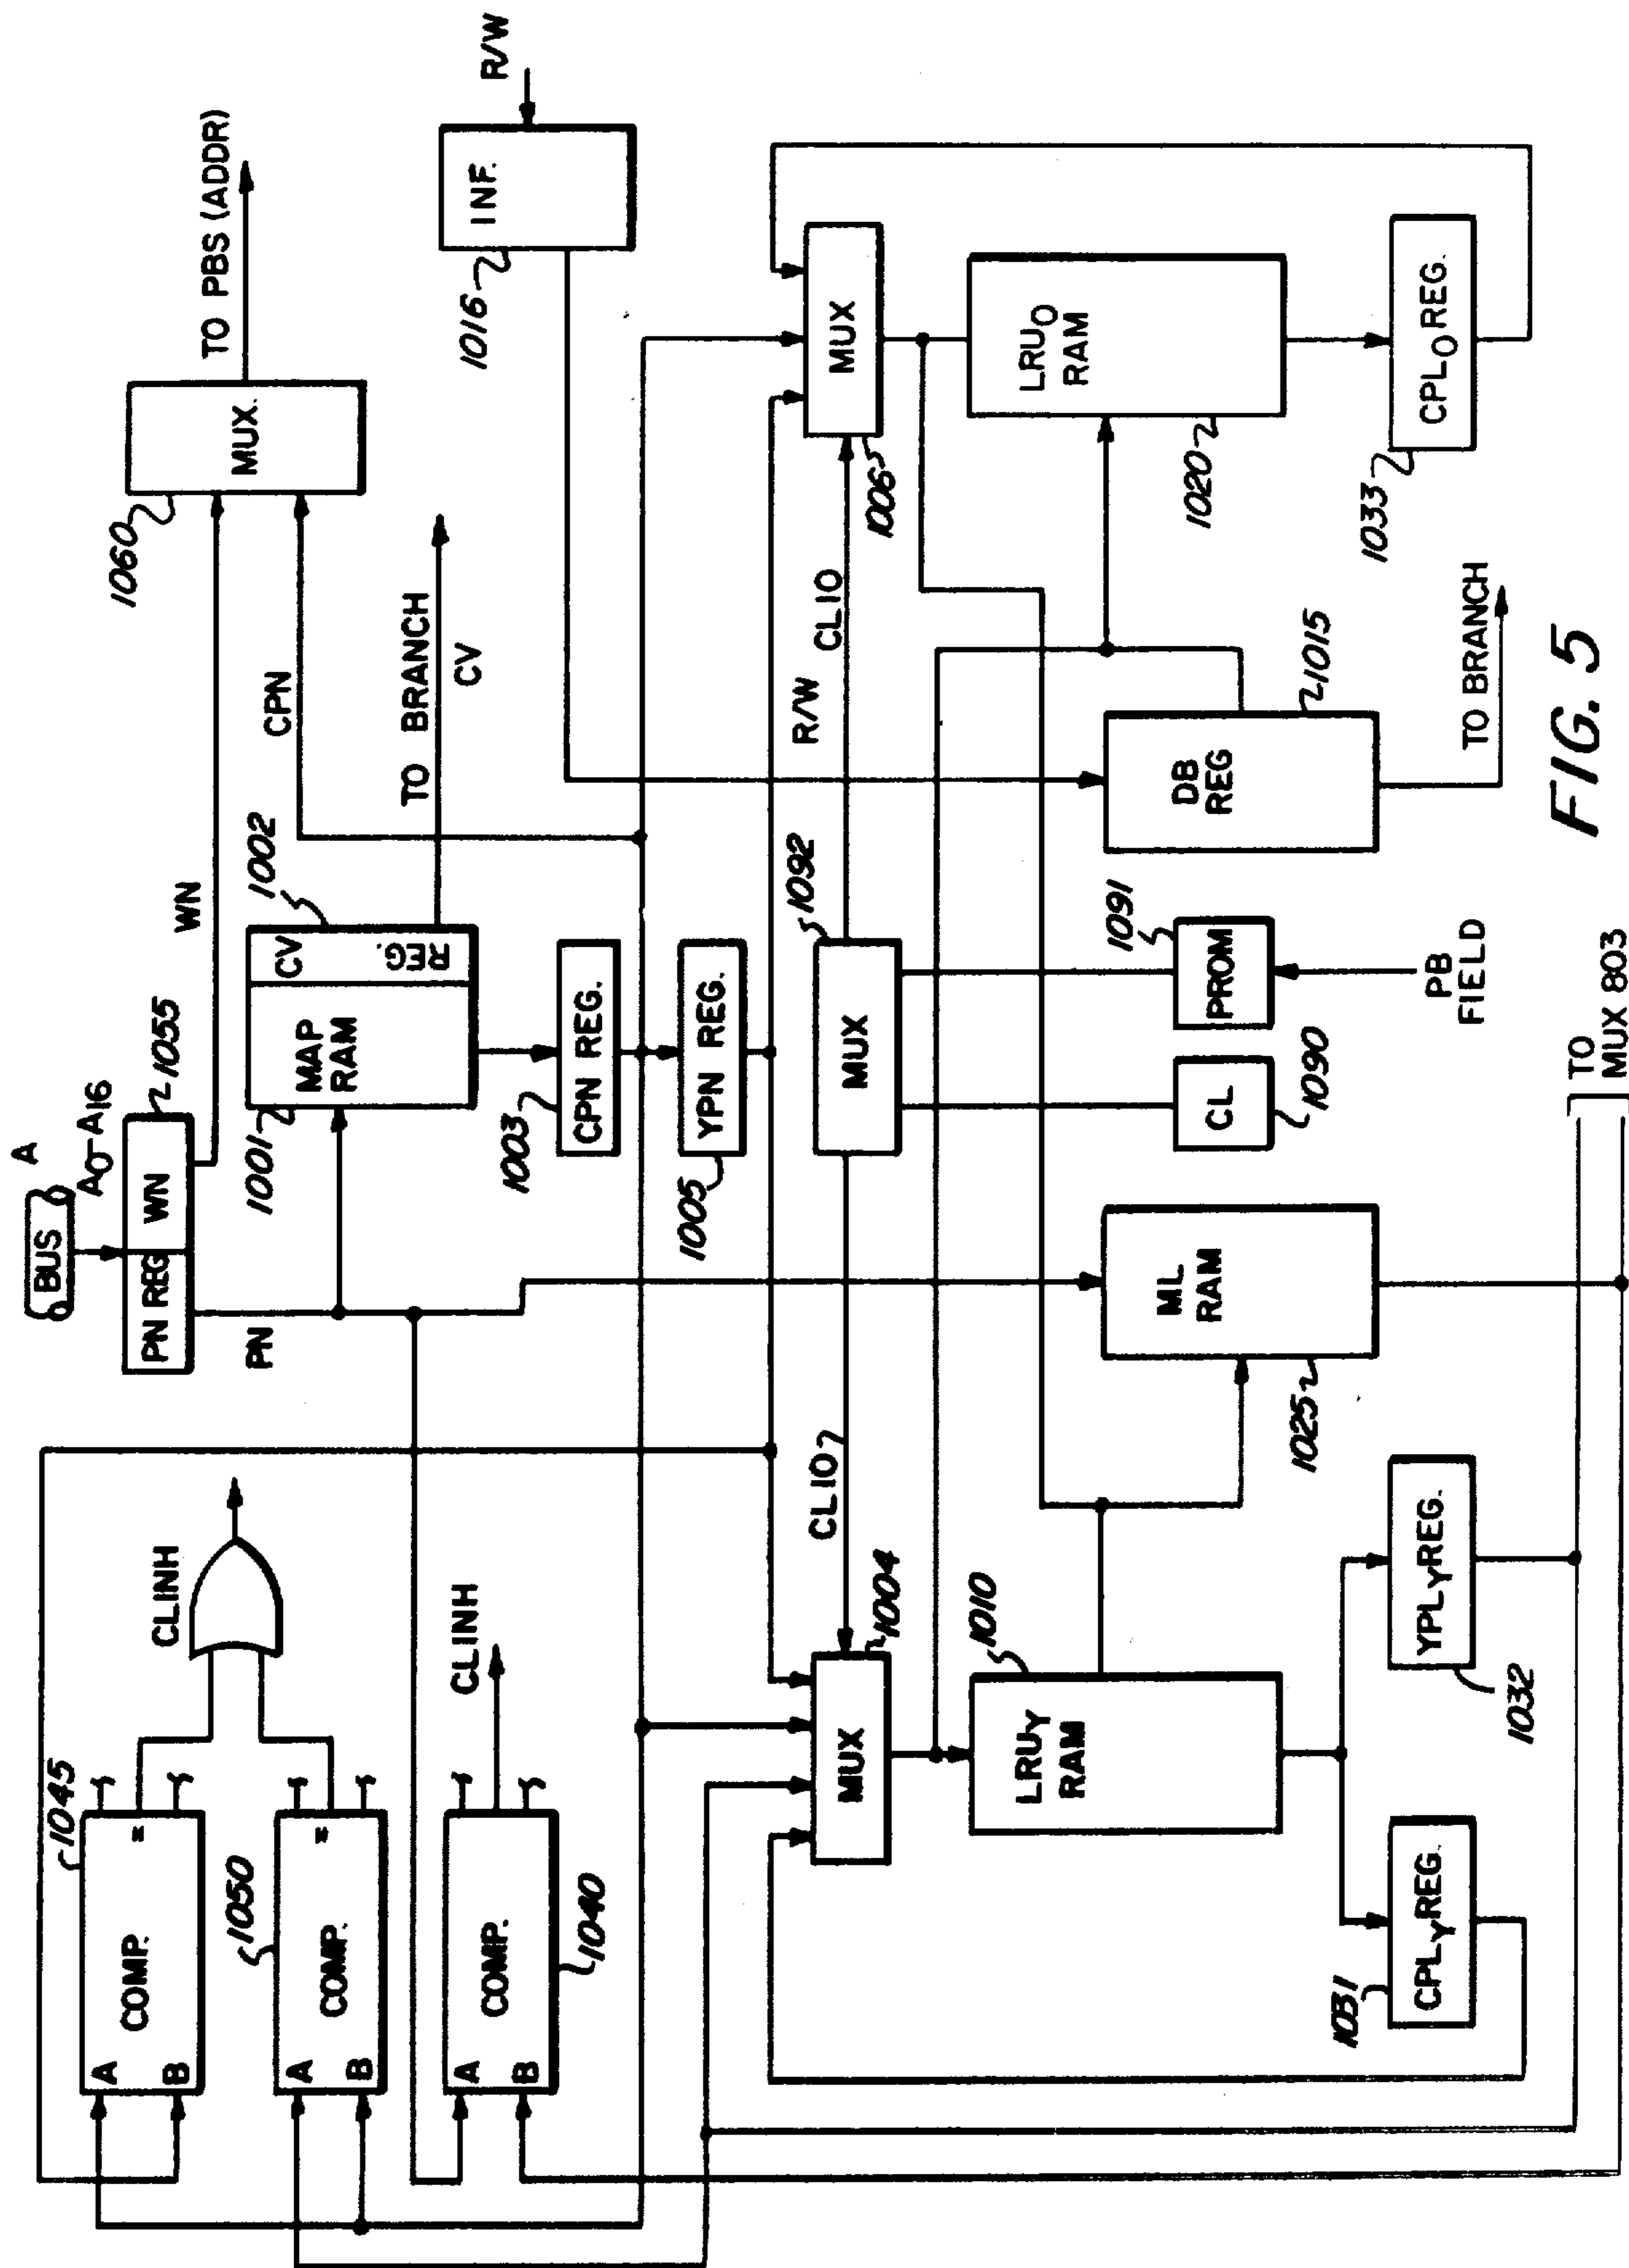 A
BUS
A0-A16
PN REG
WN
1055
PN
WN
1060
MUX.
TO PBS (ADDR)
CPN
1045
COMP.
A
B
=
CLINH
1050
COMP.
A
B
=
1040
COMP.
A
B
CLINH
1001
MAP
RAM
CV
REG.
1002
TO BRANCH
CV
1003
CPN REG.
1005
YPN REG.
R/W
INF.
1016
1004
MUX
CL10
1092
MUX
R/W
CL10
1006
MUX
1010
LRUY
RAM
1025
ML
RAM
1090
CL
1091
PROM
PB
FIELD
DB
REG
1015
TO BRANCH
1020
LRUO
RAM
1033
CPLO REG.
1031
CPLY REG.
1032
YPLY REG.
TO
MUX 803
FIG. 5